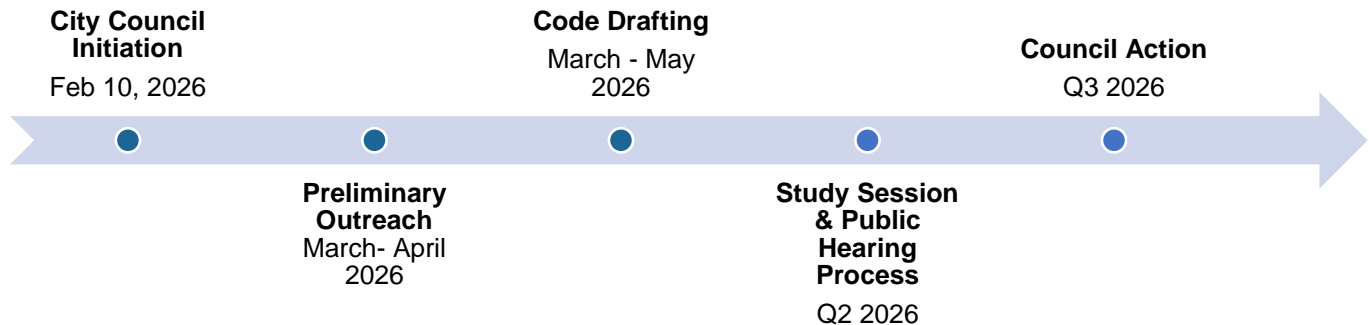 City Council
Initiation
Feb 10, 2026
Preliminary
Outreach
March- April
2026
Code Drafting
March - May
2026
Study Session
& Public
Hearing
Process
Q2 2026
Council Action
Q3 2026